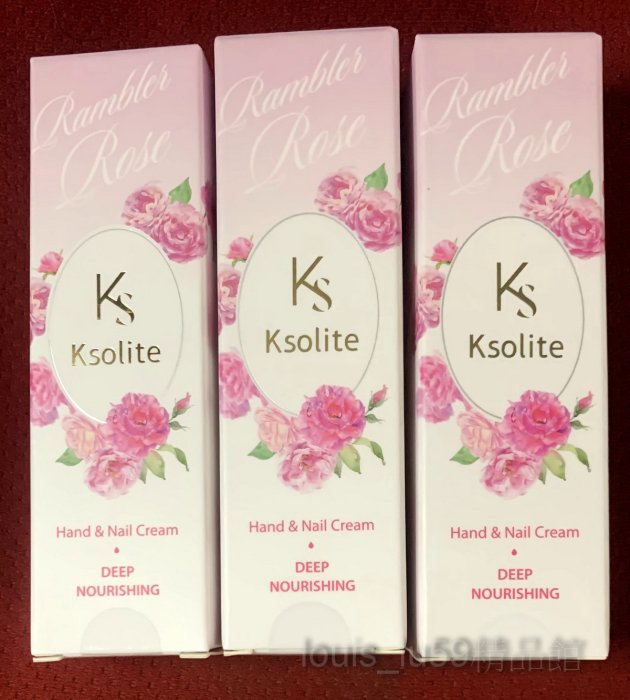 Rambler
Rose
Ks
Ksolite
Hand & Nail Cream
DEEP
NOURISHING
Rambler
Rose
Ks
Ksolite
Hand & Nail Cream
DEEP
NOURISHING
Rambler
Rose
Ks
Ksolite
Hand & Nail Cream
DEEP
NOURISHING
louis_lu59精品館